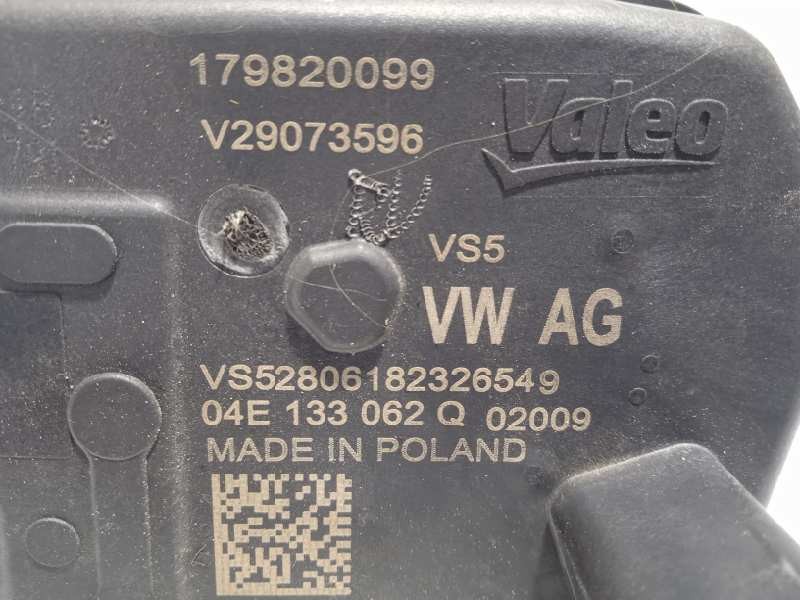 179820099
Valeo
V29073596
VS5
VW AG
VS52806182326549
04E 133 062 Q 02009
MADE IN POLAND